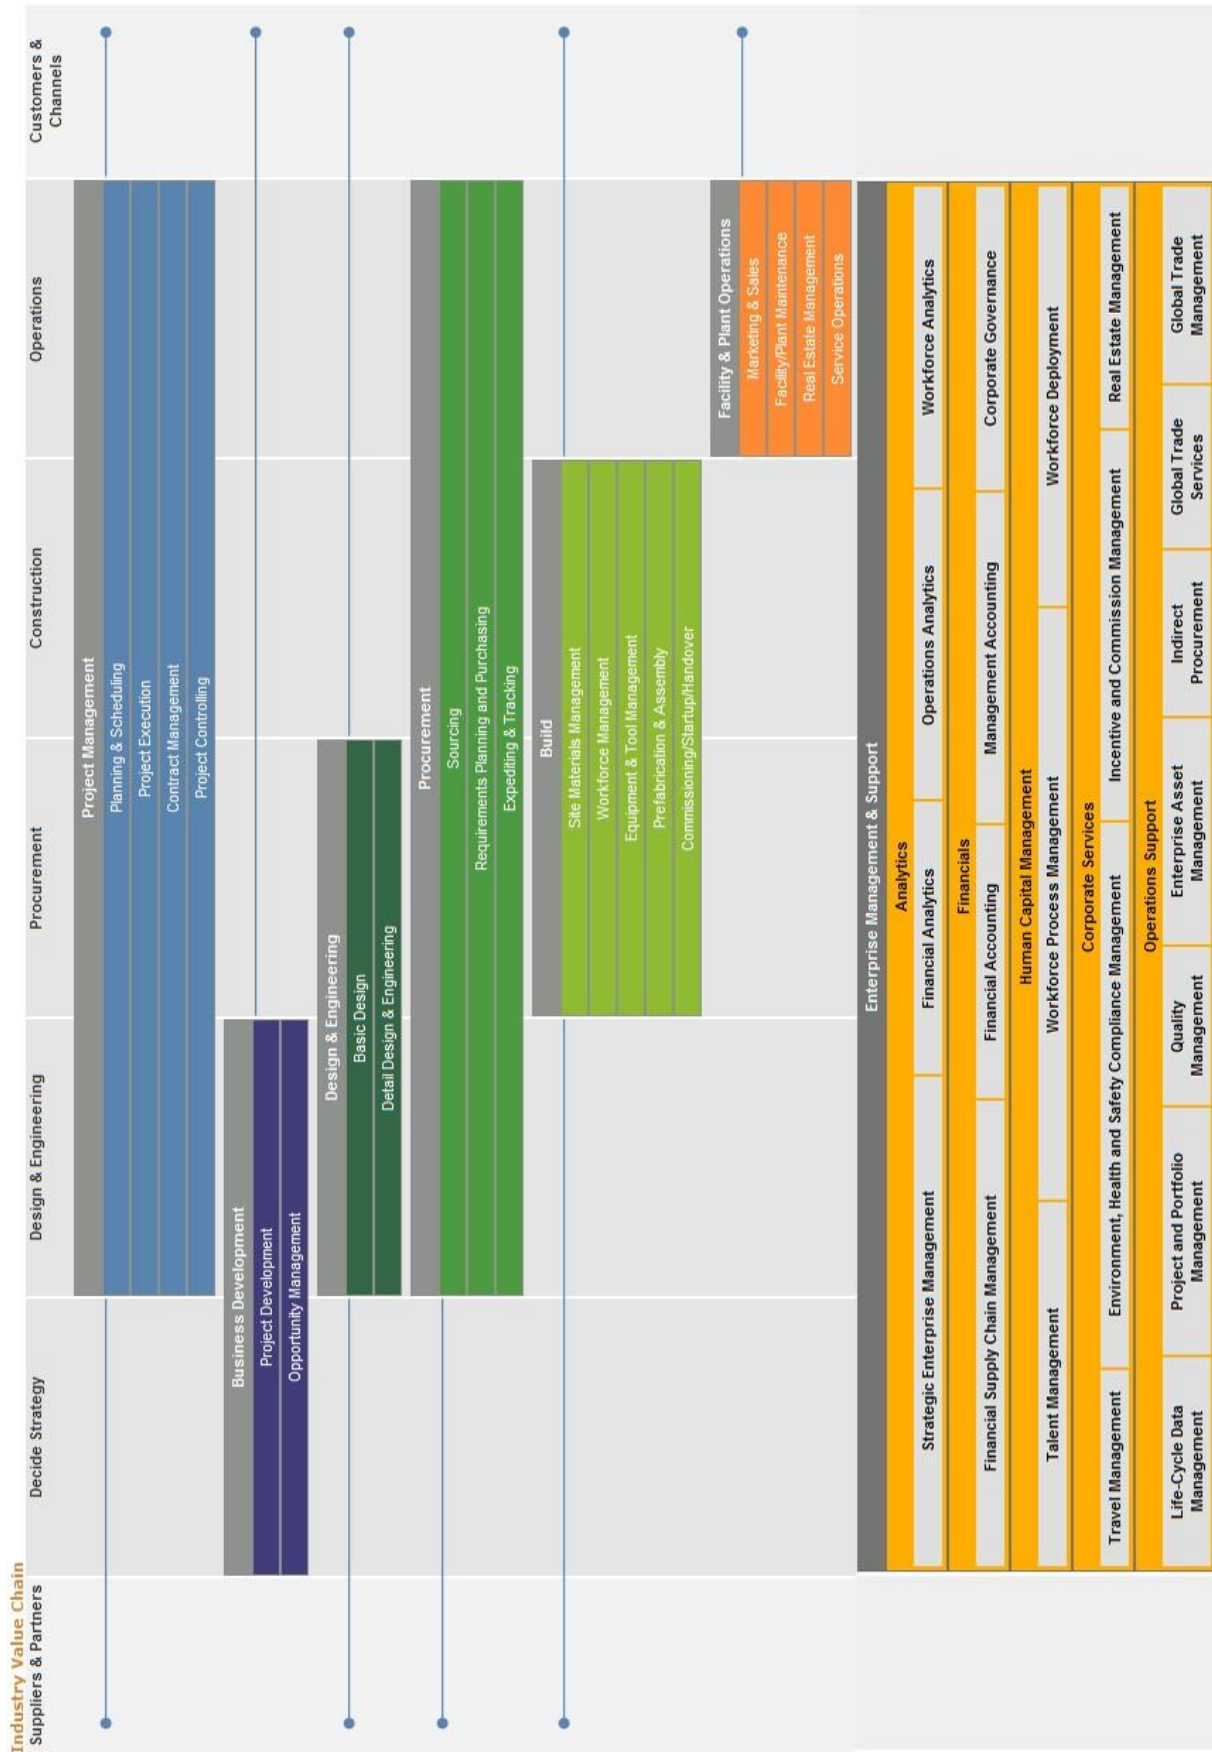 Industry Value Chain
Suppliers & Partners
Decide Strategy
Design & Engineering
Procurement
Construction
Operations
Customers &
Channels
Project Management
Planning & Scheduling
Project Execution
Contract Management
Project Controlling
Business Development
Project Development
Opportunity Management
Design & Engineering
Basic Design
Detail Design & Engineering
Procurement
Sourcing
Requirements Planning and Purchasing
Expediting & Tracking
Build
Site Materials Management
Workforce Management
Equipment & Tool Management
Prefabrication & Assembly
Commissioning/Startup/Handover
Facility & Plant Operations
Marketing & Sales
Facility/Plant Maintenance
Real Estate Management
Service Operations
Enterprise Management & Support
Analytics
Strategic Enterprise Management
Financial Analytics
Operations Analytics
Workforce Analytics
Financials
Financial Supply Chain Management
Financial Accounting
Management Accounting
Corporate Governance
Human Capital Management
Talent Management
Workforce Process Management
Workforce Deployment
Corporate Services
Travel Management
Environment, Health and Safety Compliance Management
Incentive and Commission Management
Real Estate Management
Operations Support
Life-Cycle Data
Management
Project and Portfolio
Management
Quality
Management
Enterprise Asset
Management
Indirect
Procurement
Global Trade
Services
Global Trade
Management